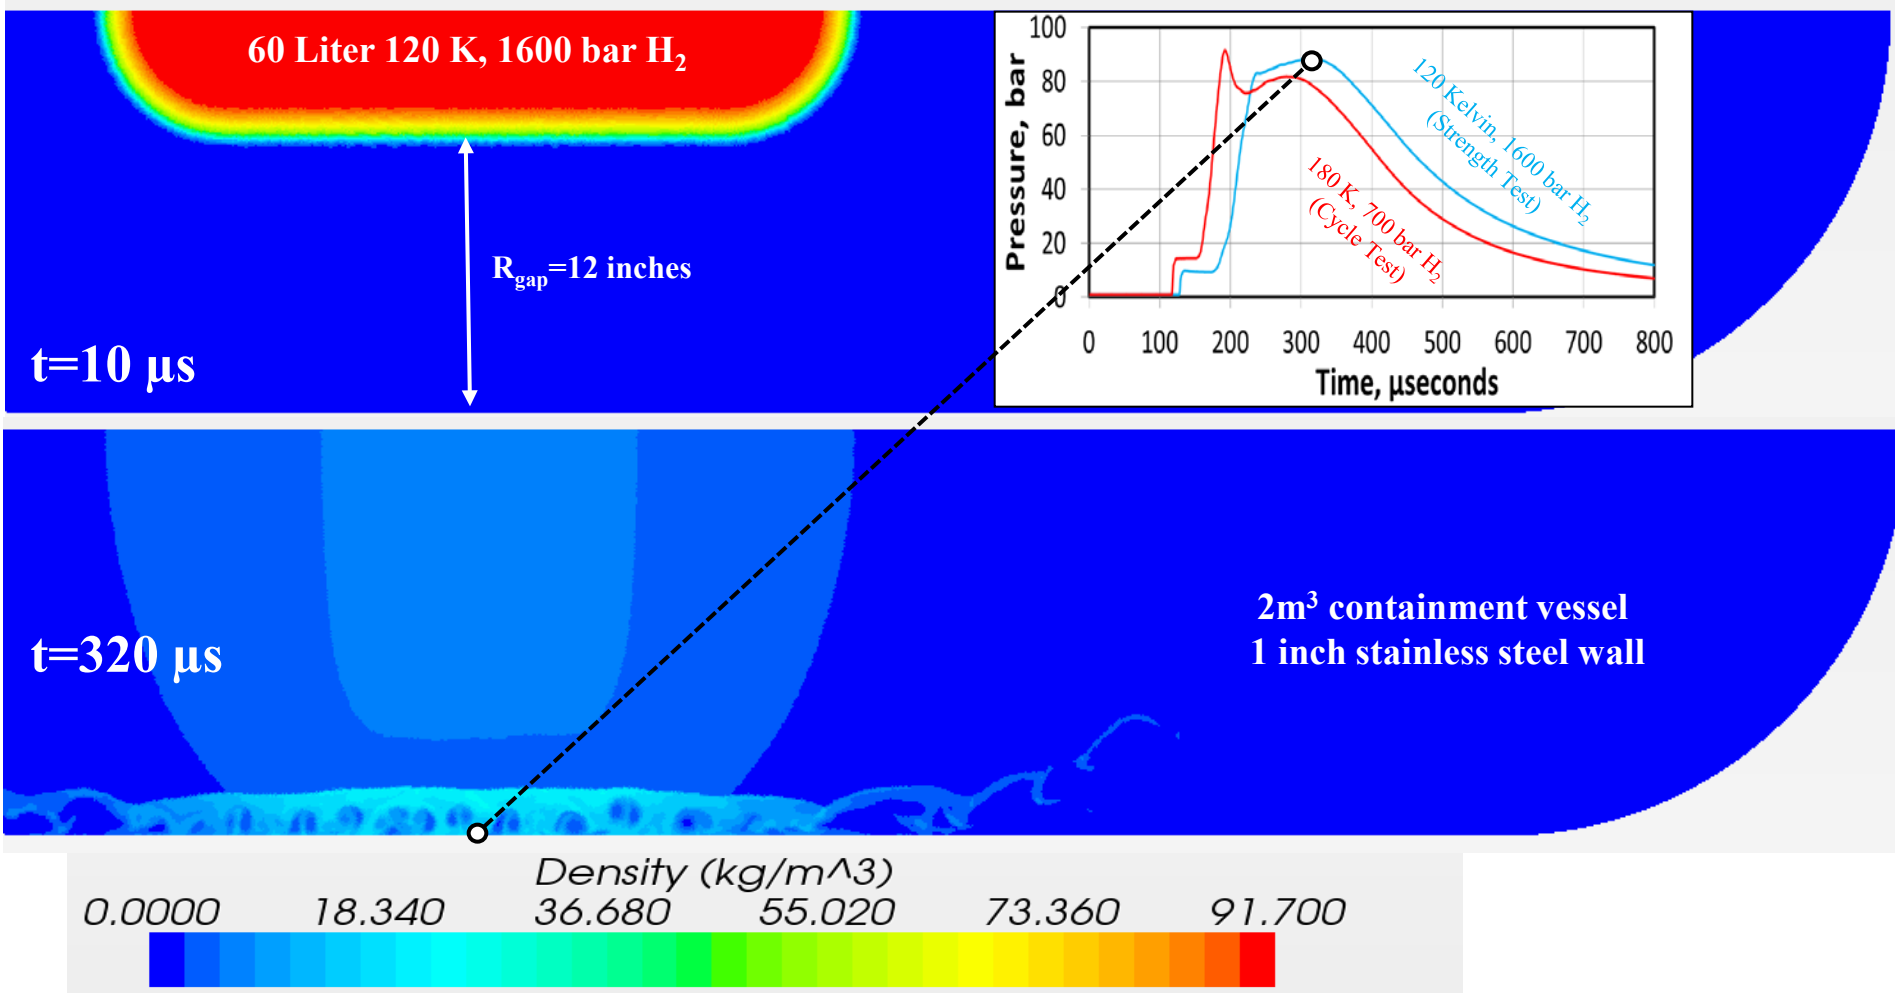 60 Liter 120 K, 1600 bar H₂
R_gap=12 inches
t=10 µs
Pressure, bar
100
80
60
40
20
0
0 100 200 300 400 500 600 700 800
Time, µseconds
120 Kelvin, 1600 bar H₂
(Strength Test)
180 K, 700 bar H₂
(Cycle Test)
t=320 µs
2m³ containment vessel
1 inch stainless steel wall
Density (kg/m^3)
0.0000 18.340 36.680 55.020 73.360 91.700